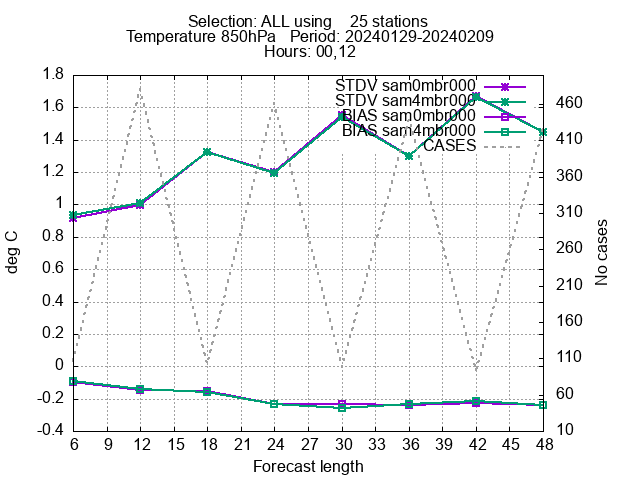 Selection: ALL using    25 stations
Temperature 850hPa   Period: 20240129-20240209
Hours: 00,12
STDV sam0mbr000
STDV sam4mbr000
BIAS sam0mbr000
BIAS sam4mbr000
CASES
1.8
1.6
1.4
1.2
1
0.8
0.6
0.4
0.2
0
-0.2
-0.4
deg C
460
410
360
310
260
210
160
110
60
10
No cases
6 9 12 15 18 21 24 27 30 33 36 39 42 45 48
Forecast length